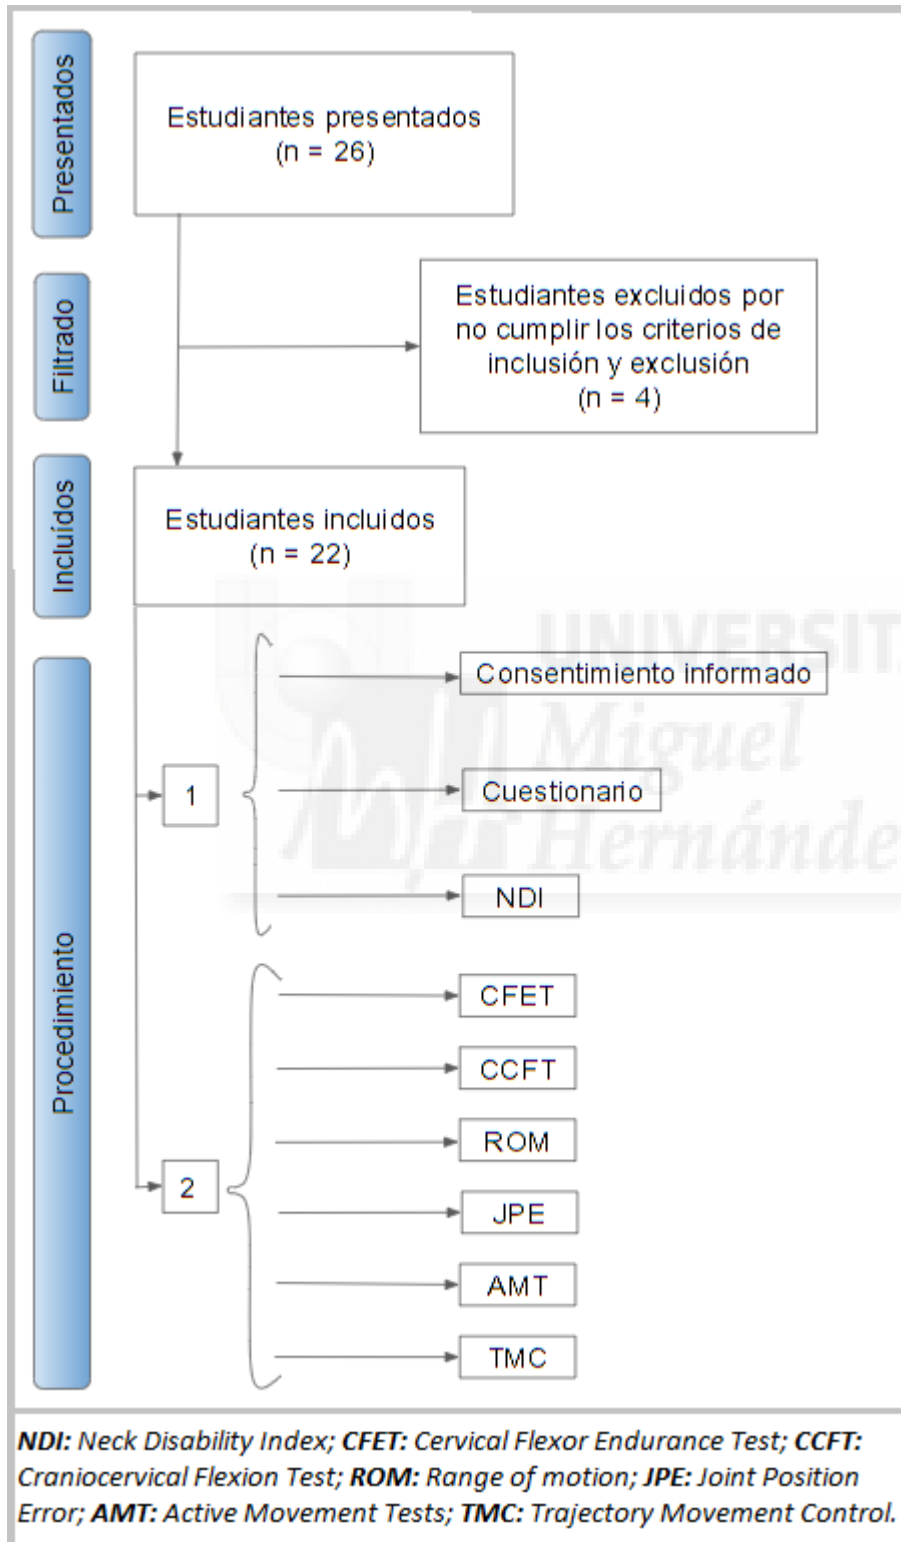 Presentados
Estudiantes presentados
(n = 26)
Filtrado
Estudiantes excluidos por
no cumplir los criterios de
inclusión y exclusión
(n = 4)
Incluídos
Estudiantes incluidos
(n = 22)
UNIVERSITA
Miguel
Hernánde
Procedimiento
1
Consentimiento informado
Cuestionario
NDI
2
CFET
CCFT
ROM
JPE
AMT
TMC
NDI: Neck Disability Index; CFET: Cervical Flexor Endurance Test; CCFT:
Craniocervical Flexion Test; ROM: Range of motion; JPE: Joint Position
Error; AMT: Active Movement Tests; TMC: Trajectory Movement Control.